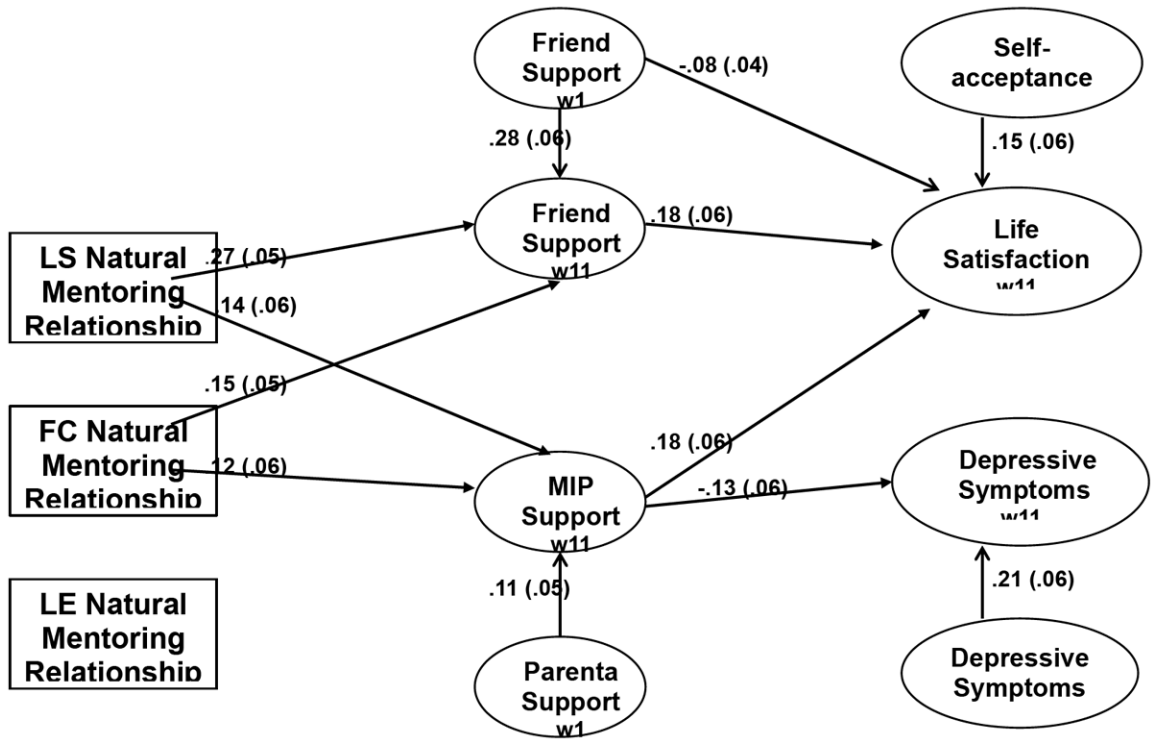 Friend
Support
w1
-.08 (.04)
Self-
acceptance
.28 (.06)
.15 (.06)
Friend
Support
w11
.18 (.06)
Life
Satisfaction
w11
LS Natural
Mentoring
Relationship
.27 (.05)
.14 (.06)
.15 (.05)
FC Natural
Mentoring
Relationship
.12 (.06)
.18 (.06)
-.13 (.06)
MIP
Support
w11
Depressive
Symptoms
w11
.11 (.05)
.21 (.06)
LE Natural
Mentoring
Relationship
Parenta
Support
w1
Depressive
Symptoms